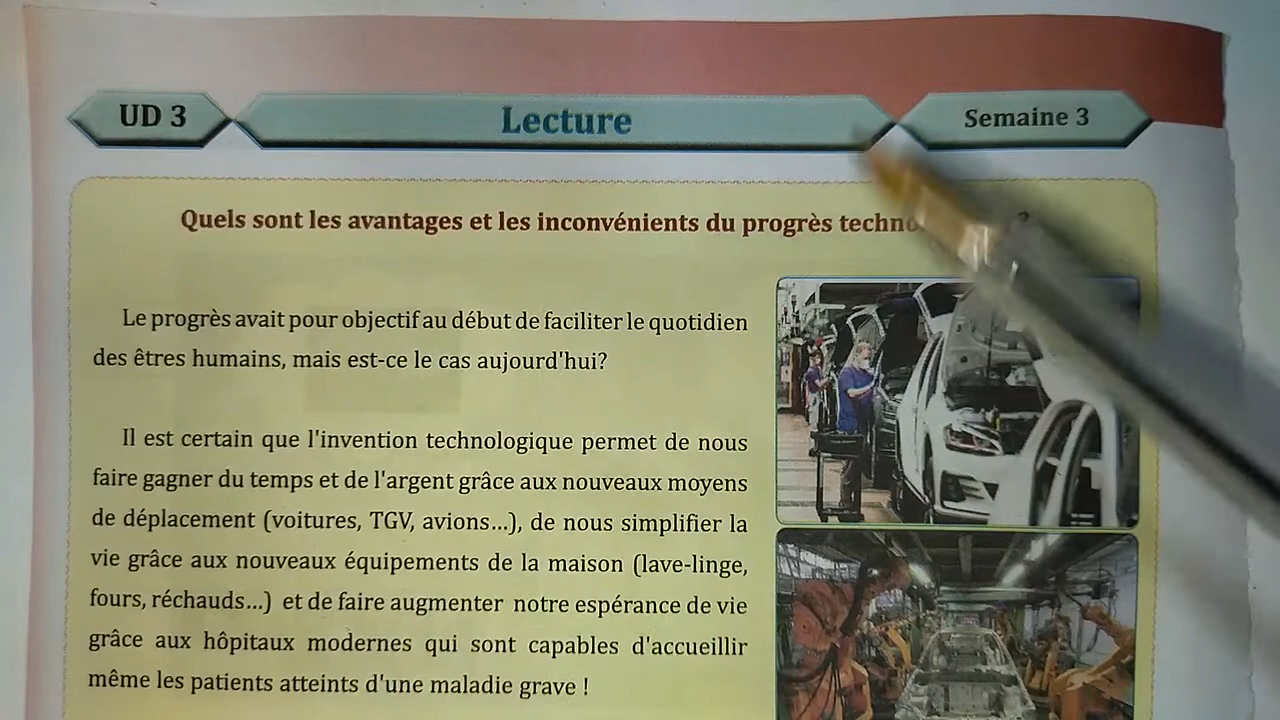 UD 3
Lecture
Semaine 3
Quels sont les avantages et les inconvénients du progrès ?
Le progrès avait pour objectif au début de faciliter le quotidien
des êtres humains, mais est-ce le cas aujourd'hui?
Il est certain que l'invention technologique permet de nous
faire gagner du temps et de l'argent grâce aux nouveaux moyens
de déplacement (voitures, TGV, avions...), de nous simplifier la
vie grâce aux nouveaux équipements de la maison (lave-linge,
fours, réchauds...) et de faire augmenter notre espérance de vie
grâce aux hôpitaux modernes qui sont capables d'accueillir
même les patients atteints d'une maladie grave !